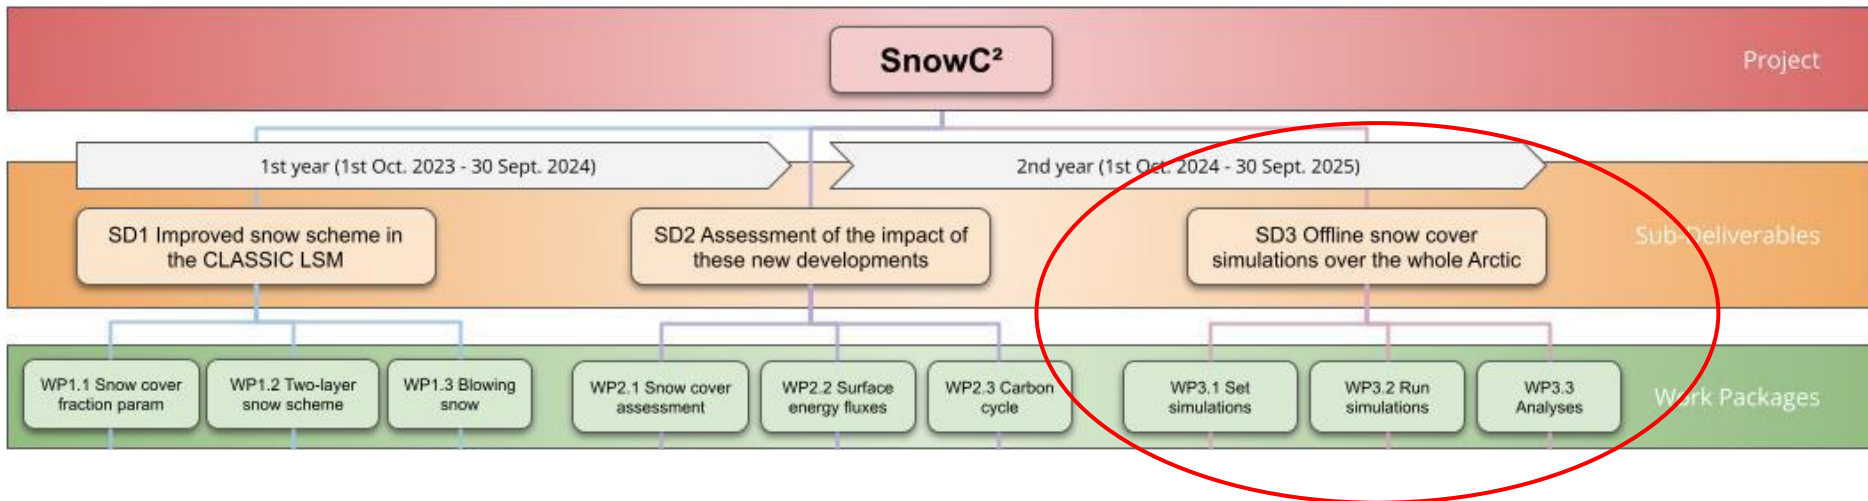 SnowC²
Project
1st year (1st Oct. 2023 - 30 Sept. 2024)
2nd year (1st Oct. 2024 - 30 Sept. 2025)
SD1 Improved snow scheme in
the CLASSIC LSM
SD2 Assessment of the impact of
these new developments
SD3 Offline snow cover
simulations over the whole Arctic
Sub-Deliverables
WP1.1 Snow cover
fraction param
WP1.2 Two-layer
snow scheme
WP1.3 Blowing
snow
WP2.1 Snow cover
assessment
WP2.2 Surface
energy fluxes
WP2.3 Carbon
cycle
WP3.1 Set
simulations
WP3.2 Run
simulations
WP3.3
Analyses
Work Packages